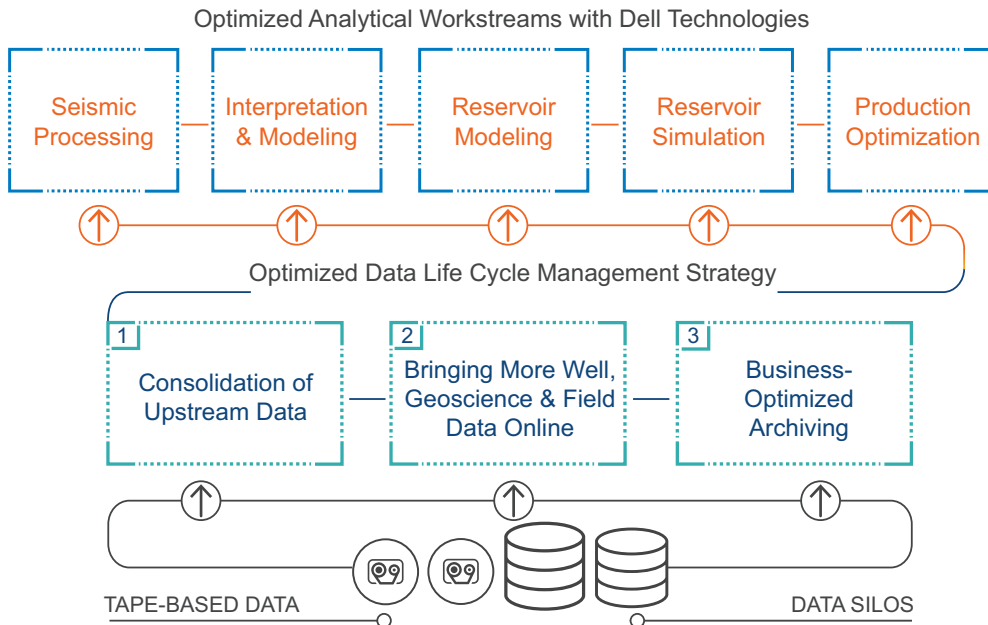 Optimized Analytical Workstreams with Dell Technologies
Seismic
Processing
Interpretation
& Modeling
Reservoir
Modeling
Reservoir
Simulation
Production
Optimization
Optimized Data Life Cycle Management Strategy
1
Consolidation of
Upstream Data
2
Bringing More Well,
Geoscience & Field
Data Online
3
Business-
Optimized
Archiving
TAPE-BASED DATA
DATA SILOS